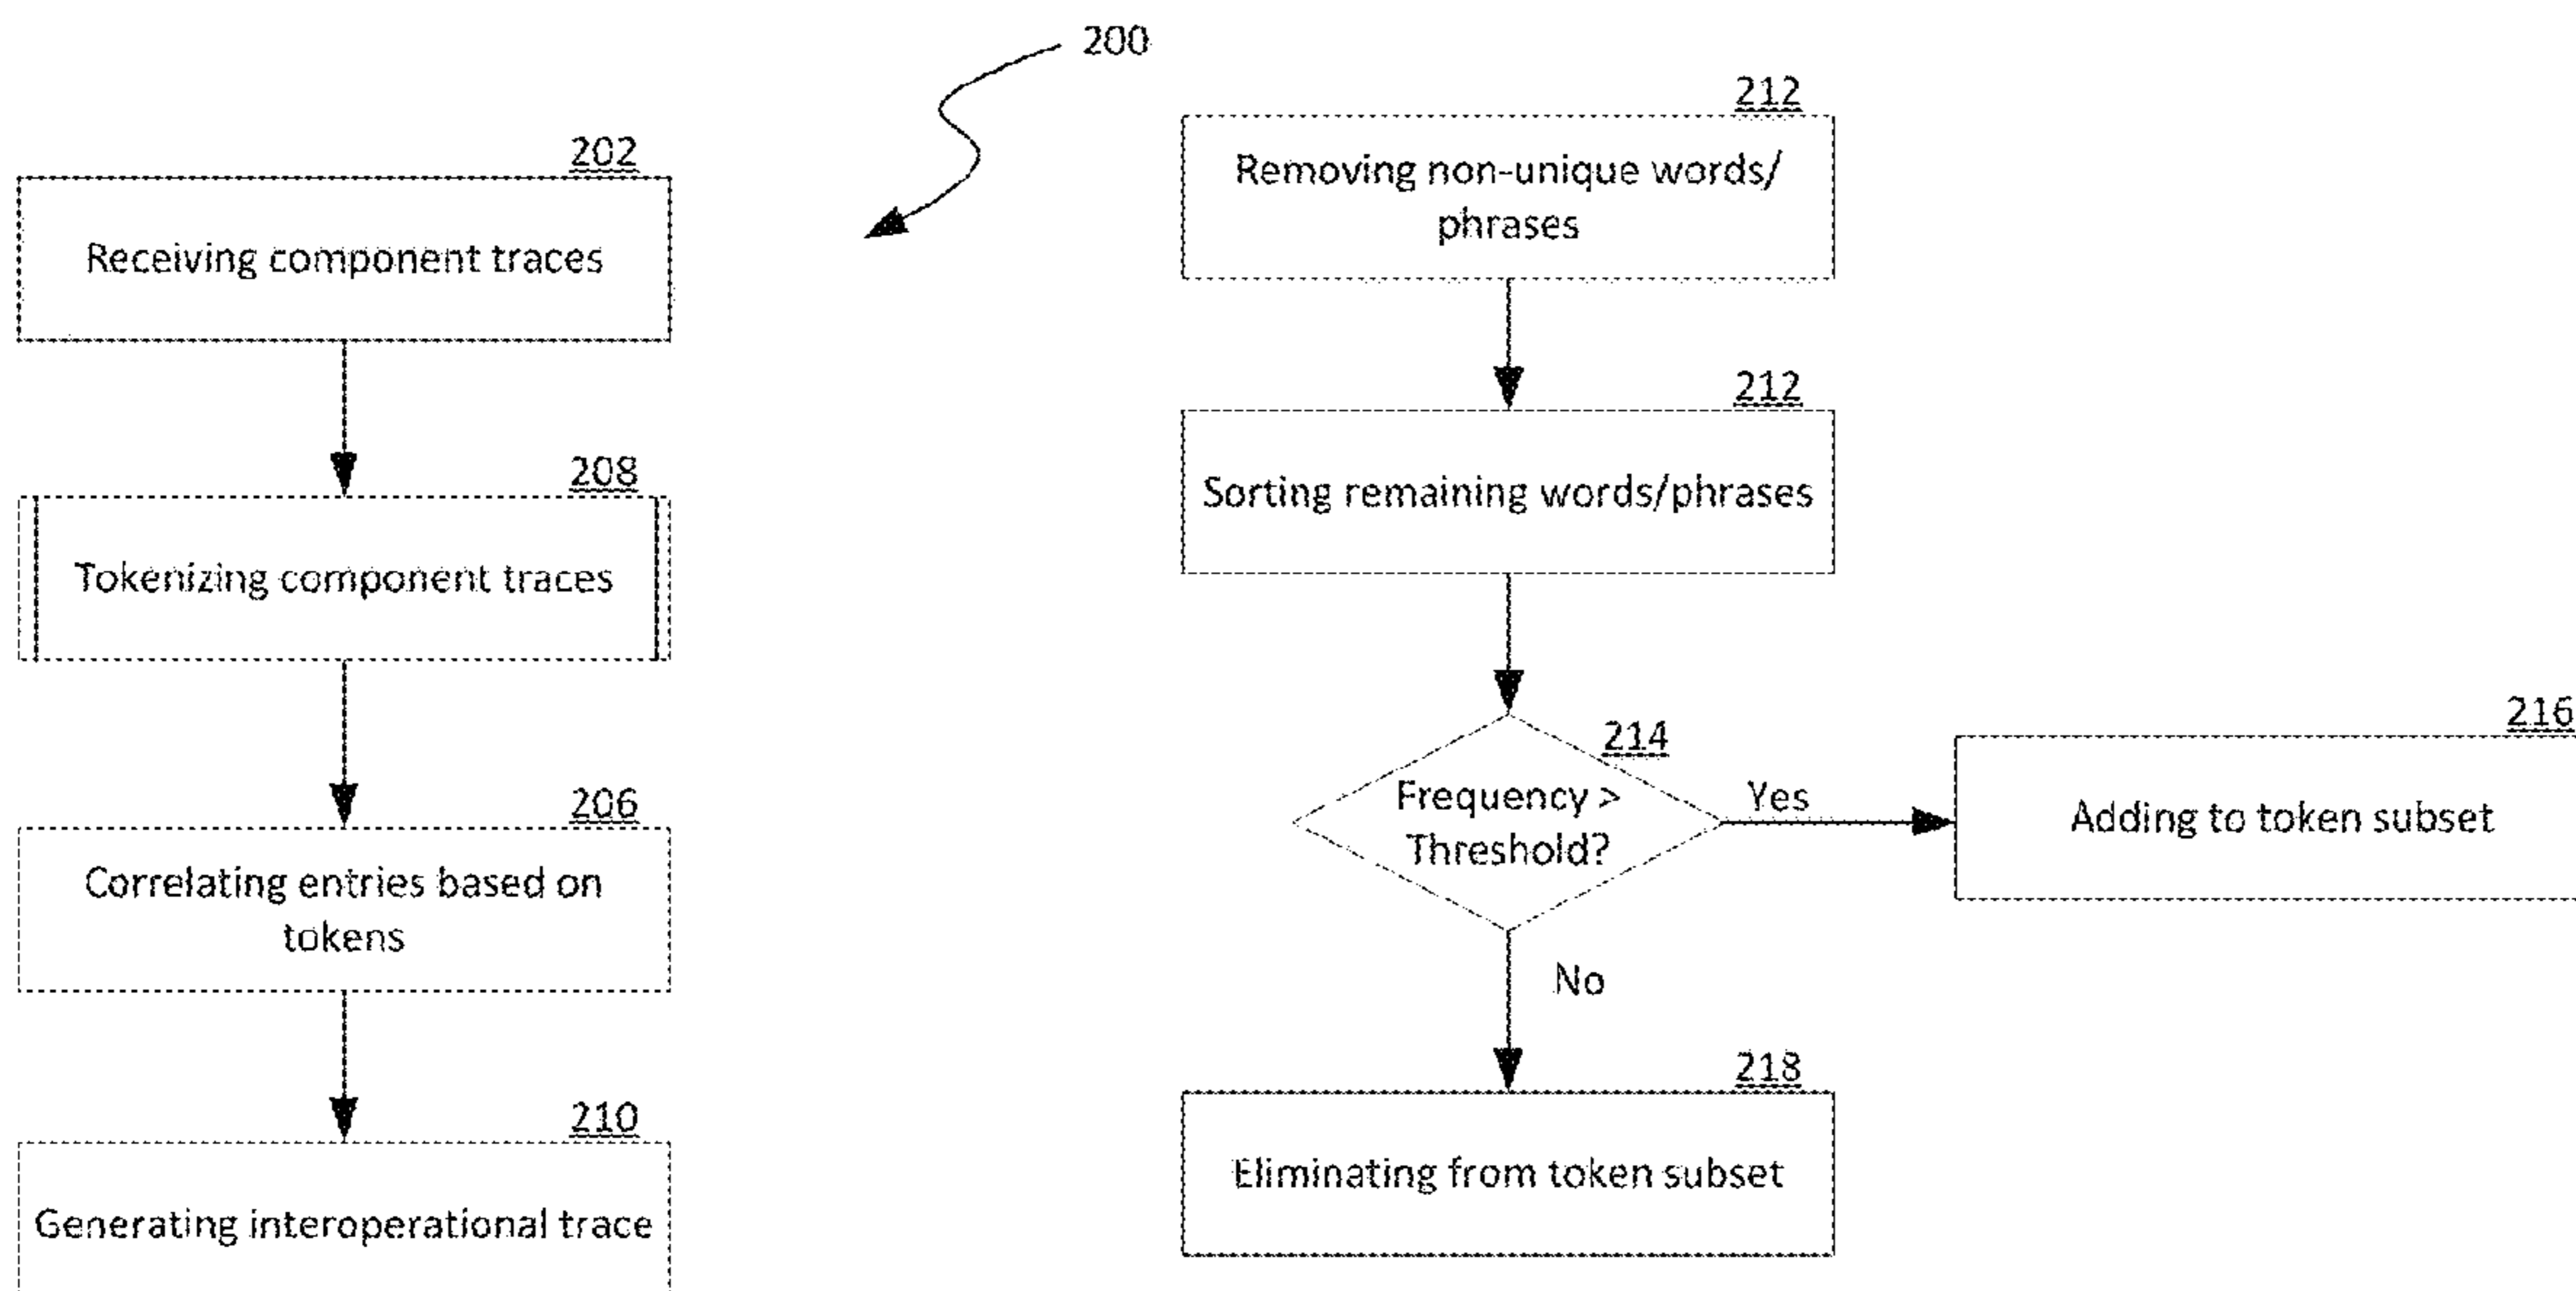 200
202
Receiving component traces
208
Tokenizing component traces
206
Correlating entries based on
tokens
210
Generating interoperational trace
212
Removing non-unique words/
phrases
212
Sorting remaining words/phrases
214
Frequency >
Threshold?
Yes
216
Adding to token subset
No
218
Eliminating from token subset